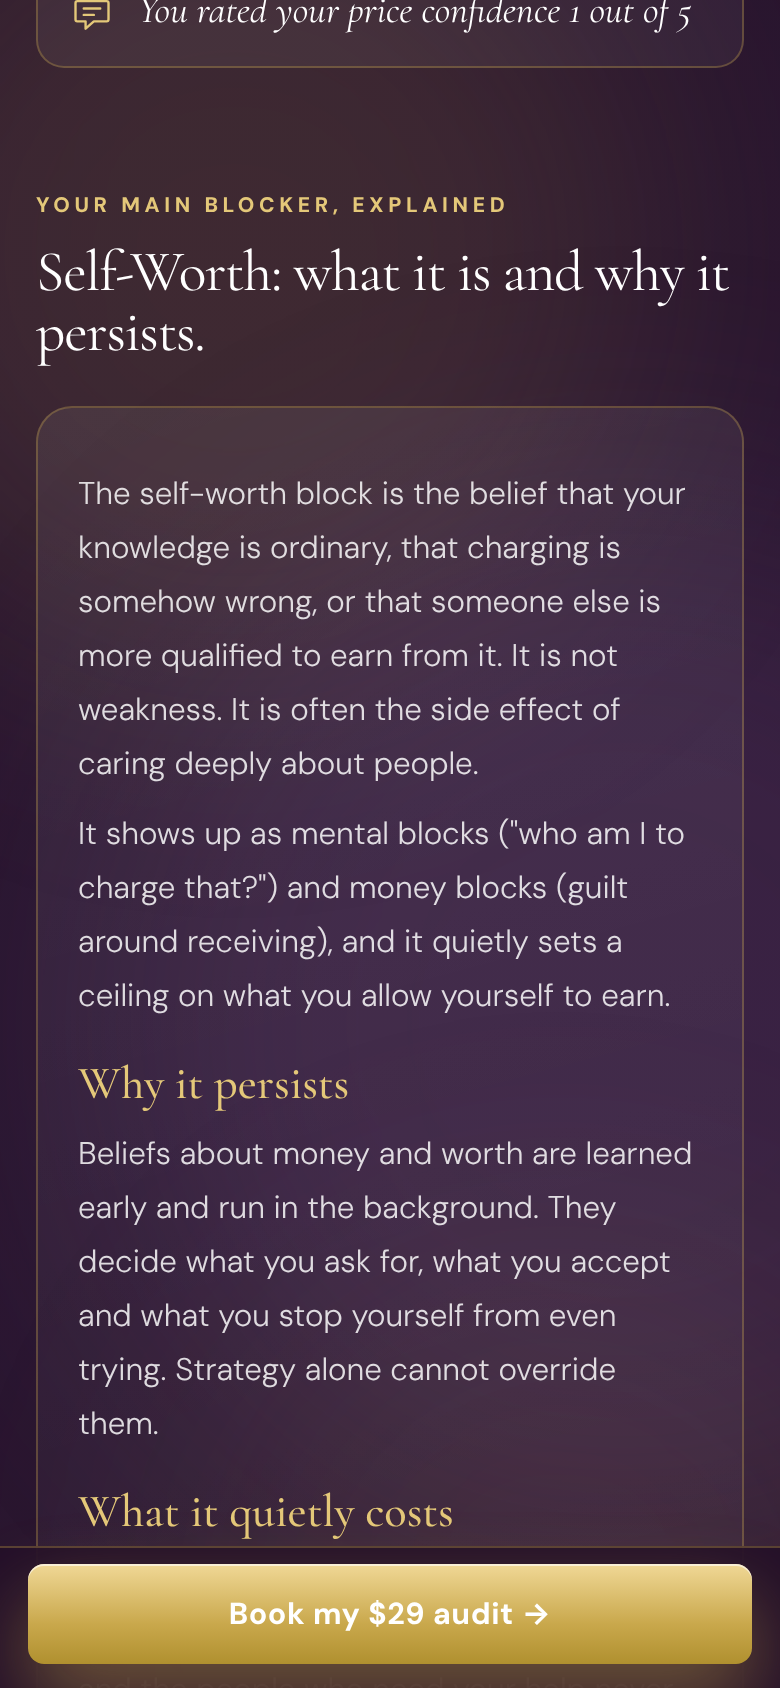 You rated your price confidence 1 out of 5
YOUR MAIN BLOCKER, EXPLAINED
Self-Worth: what it is and why it
persists.
The self-worth block is the belief that your
knowledge is ordinary, that charging is
somehow wrong, or that someone else is
more qualified to earn from it. It is not
weakness. It is often the side effect of
caring deeply about people.
It shows up as mental blocks ("who am I to
charge that?") and money blocks (guilt
around receiving), and it quietly sets a
ceiling on what you allow yourself to earn.
Why it persists
Beliefs about money and worth are learned
early and run in the background. They
decide what you ask for, what you accept
and what you stop yourself from even
trying. Strategy alone cannot override
them.
What it quietly costs
Book my $29 audit →